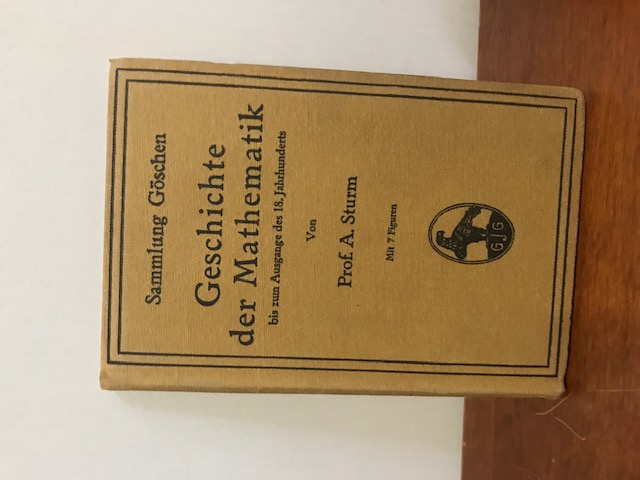 Sammlung Göschen
Geschichte
der Mathematik
bis zum Ausgange des 18. Jahrhunderts
Von
Prof. A. Sturm
Mit 7 Figuren
G J G